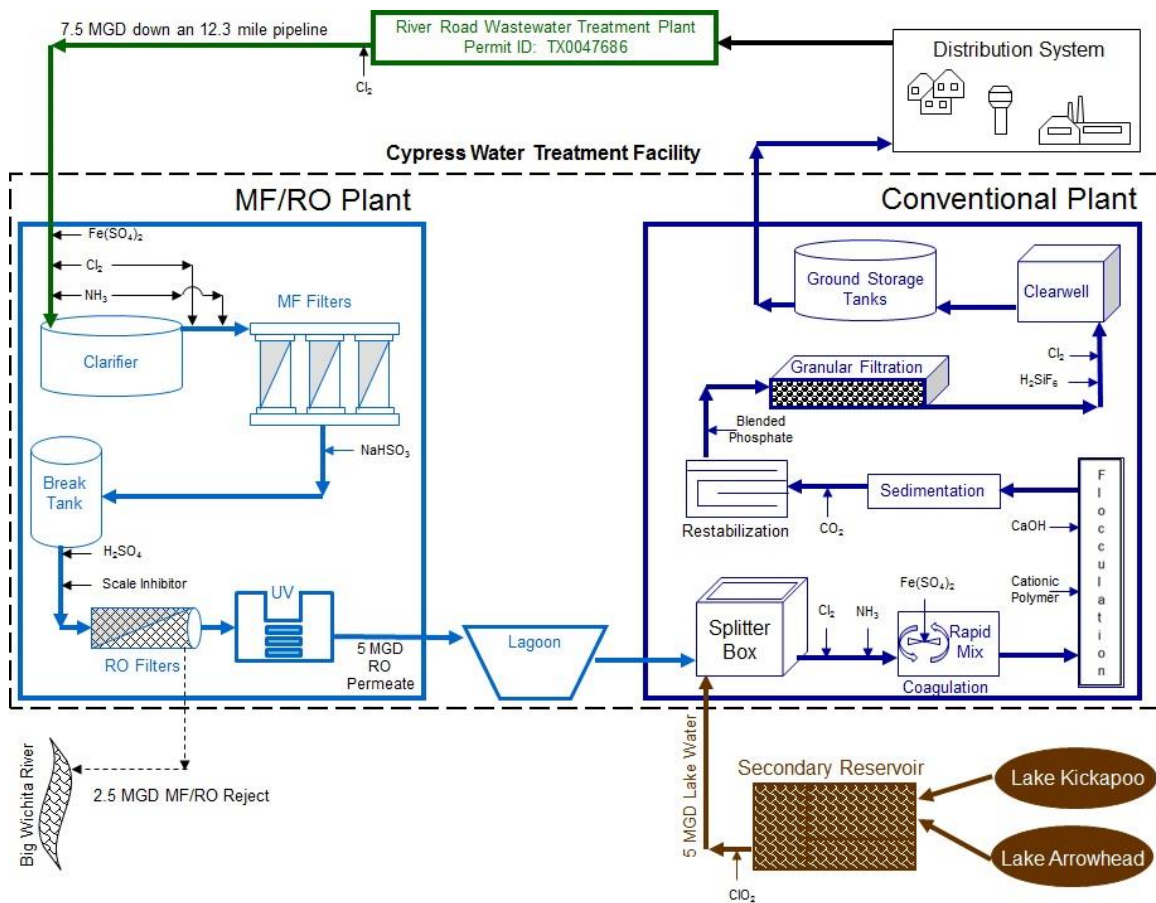 7.5 MGD down an 12.3 mile pipeline
River Road Wastewater Treatment Plant
Permit ID:  TX0047686
Cl₂
Distribution System
Cypress Water Treatment Facility
MF/RO Plant
Fe(SO₄)₂
Cl₂
NH₃
Clarifier
MF Filters
NaHSO₃
Break
Tank
H₂SO₄
Scale Inhibitor
RO Filters
UV
5 MGD
RO
Permeate
Lagoon
Big Wichita River
2.5 MGD MF/RO Reject
Conventional Plant
Ground Storage
Tanks
Clearwell
Cl₂
H₂SiF₆
Granular Filtration
Blended
Phosphate
Restabilization
CO₂
Sedimentation
Flocculation
CaOH
Cationic
Polymer
Splitter
Box
Cl₂
NH₃
Fe(SO₄)₂
Rapid
Mix
Coagulation
5 MGD Lake Water
Secondary Reservoir
ClO₂
Lake Kickapoo
Lake Arrowhead